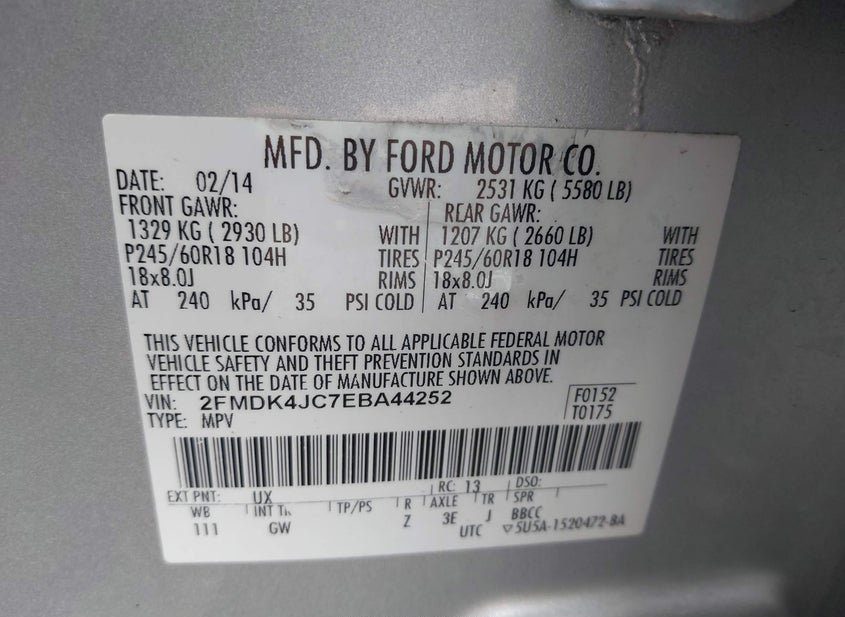 MFD. BY FORD MOTOR CO.
DATE: 02/14 GVWR: 2531 KG ( 5580 LB)
FRONT GAWR: REAR GAWR:
1329 KG ( 2930 LB) WITH 1207 KG ( 2660 LB) WITH
P245/60R18 104H TIRES P245/60R18 104H TIRES
18x8.0J RIMS 18x8.0J RIMS
AT 240 kPa/ 35 PSI COLD AT 240 kPa/ 35 PSI COLD
THIS VEHICLE CONFORMS TO ALL APPLICABLE FEDERAL MOTOR
VEHICLE SAFETY AND THEFT PREVENTION STANDARDS IN
EFFECT ON THE DATE OF MANUFACTURE SHOWN ABOVE.
VIN: 2FMDK4JC7EBA44252 F0152
TYPE: MPV T0175
EXT PNT: UX RC: 13 DSO:
WB INT TR TP/PS R AXLE TR SPR
111 GW Z 3E J BBCC
UTC ▽5U5A-1520472-BA